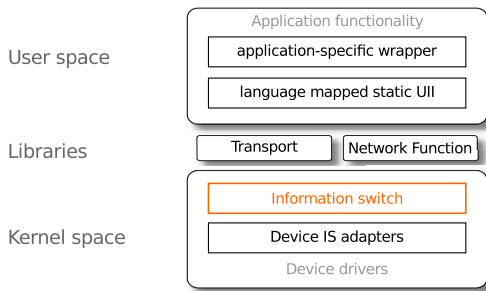 Application functionality
User space
application-specific wrapper
language mapped static UII
Libraries
Transport
Network Function
Information switch
Kernel space
Device IS adapters
Device drivers